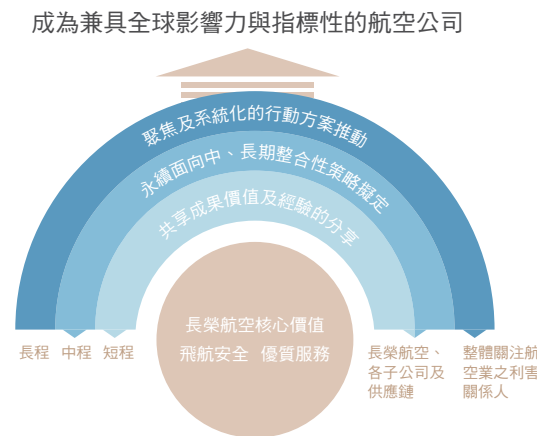 成為兼具全球影響力與指標性的航空公司
聚焦及系統化的行動方案推動
永續面向中、長期整合性策略擬定
共享成果價值及經驗的分享
長榮航空核心價值
飛航安全 優質服務
長程 中程 短程
長榮航空、
各子公司及
供應鏈
整體關注航
空業之利害
關係人